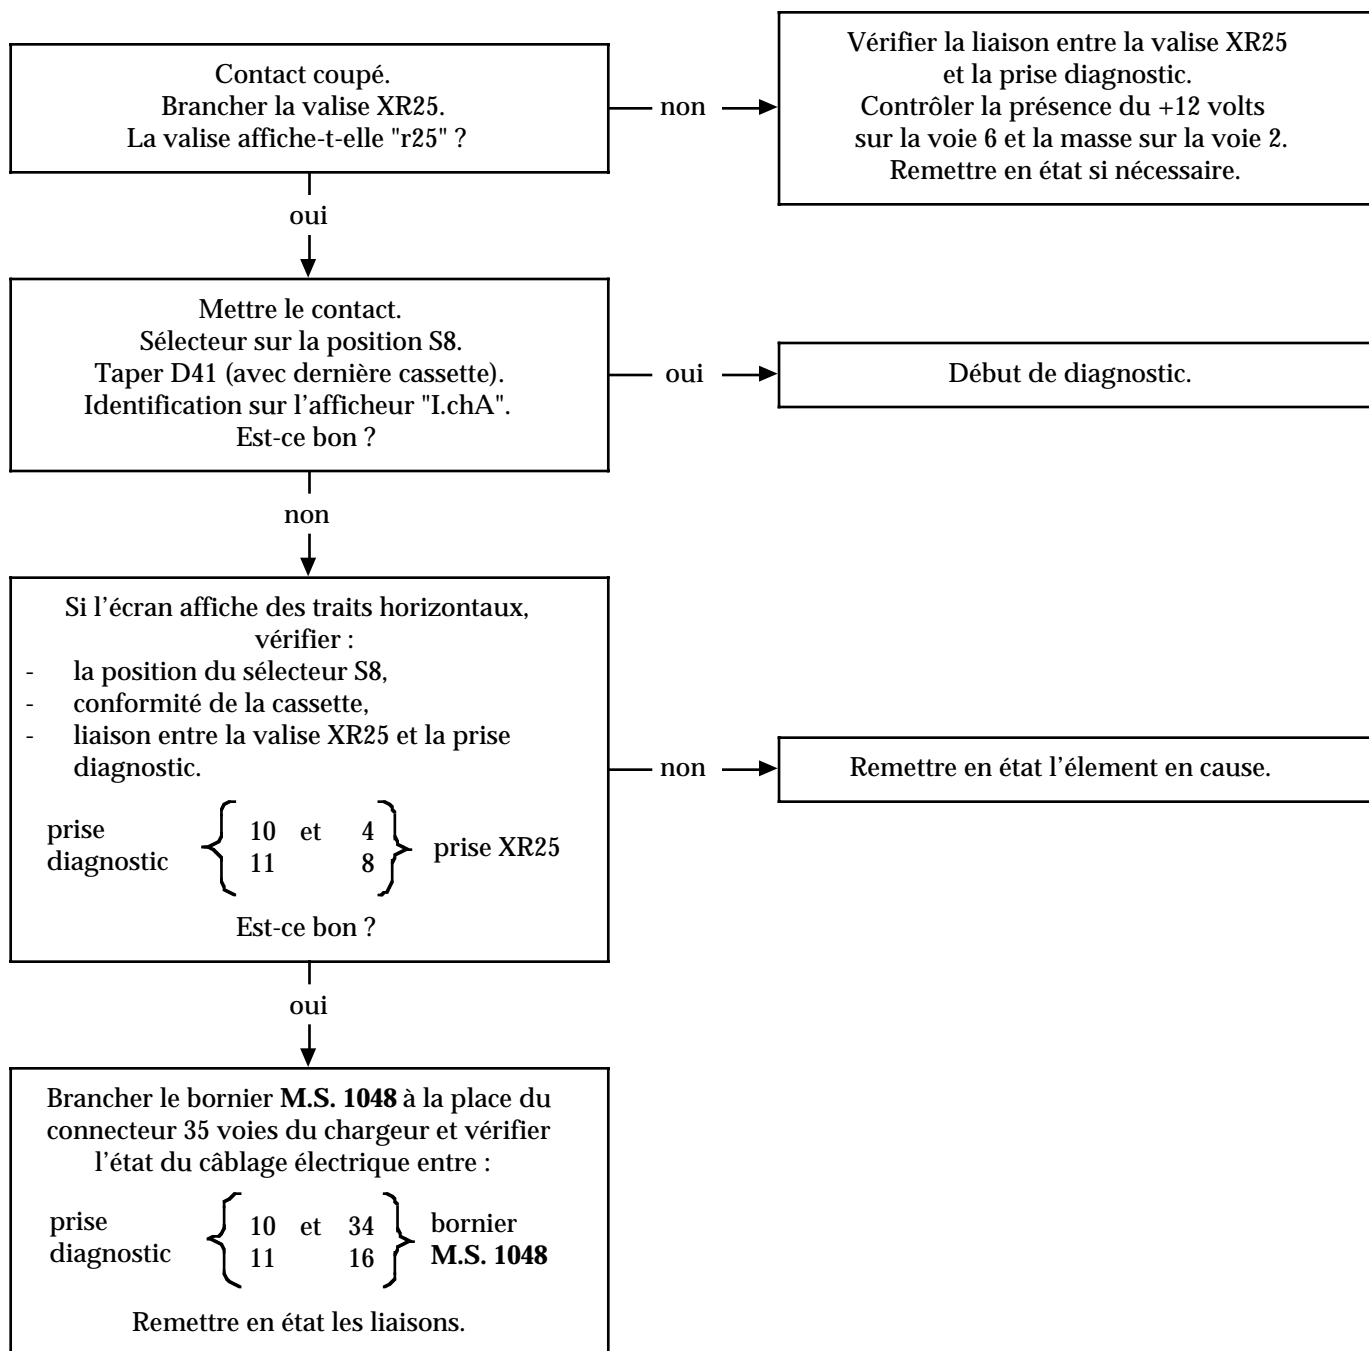 Contact coupé.
Brancher la valise XR25.
La valise affiche-t-elle "r25" ?
non
Vérifier la liaison entre la valise XR25
et la prise diagnostic.
Contrôler la présence du +12 volts
sur la voie 6 et la masse sur la voie 2.
Remettre en état si nécessaire.
oui
Mettre le contact.
Sélecteur sur la position S8.
Taper D41 (avec dernière cassette).
Identification sur l'afficheur "I.chA".
Est-ce bon ?
oui
Début de diagnostic.
non
Si l'écran affiche des traits horizontaux,
vérifier :
- la position du sélecteur S8,
- conformité de la cassette,
- liaison entre la valise XR25 et la prise
diagnostic.
prise diagnostic { 10 et 4 } prise XR25
11 8
Est-ce bon ?
non
Remettre en état l'élement en cause.
oui
Brancher le bornier M.S. 1048 à la place du
connecteur 35 voies du chargeur et vérifier
l'état du câblage électrique entre :
prise { 10 et 34 } bornier
diagnostic 11 16 M.S. 1048
Remettre en état les liaisons.